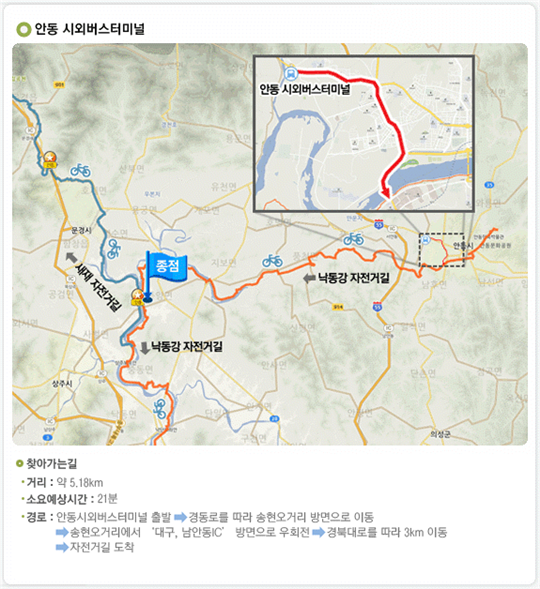 안동 시외버스터미널
안동 시외버스터미널
문경시
종점
새재 자전거길
낙동강 자전거길
낙동강 자전거길
안동시
상주시
의성군
찾아가는길
• 거리 : 약 5.18km
• 소요예상시간 : 21분
• 경로 : 안동시외버스터미널 출발 ➡ 경동로를 따라 송현오거리 방면으로 이동
➡ 송현오거리에서 ‘대구, 남안동IC’ 방면으로 우회전 ➡ 경북대로를 따라 3km 이동
➡ 자전거길 도착